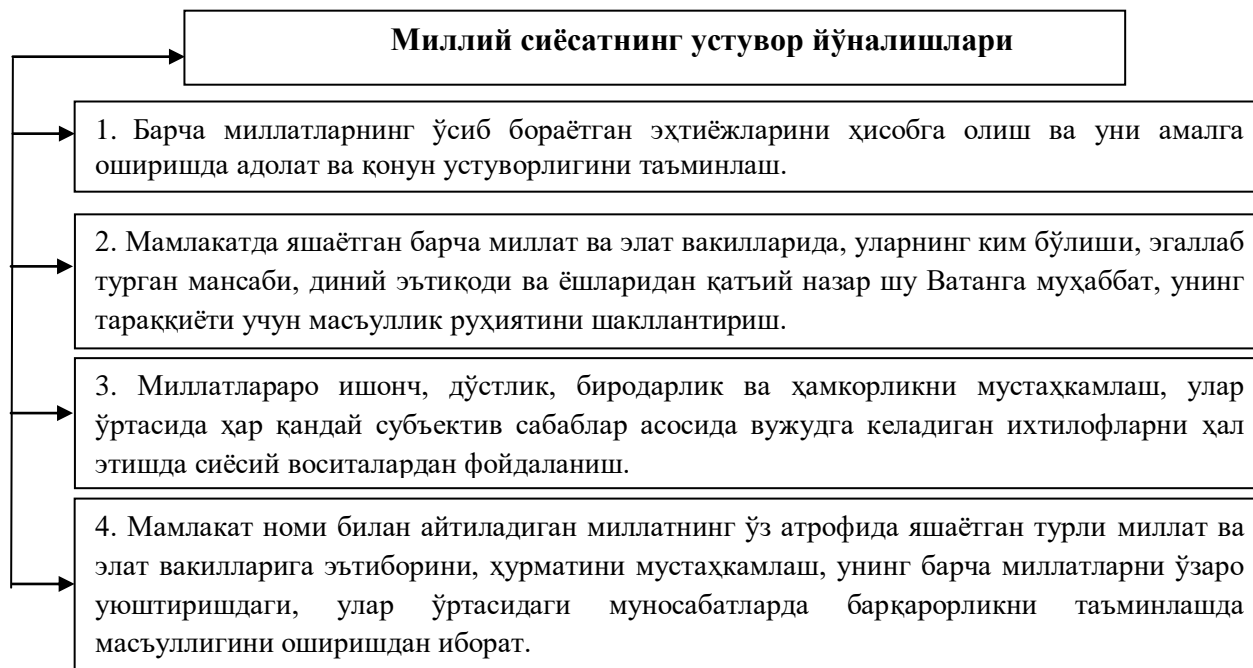 Миллий сиёсатнинг устувор йўналишлари
1. Барча миллатларнинг ўсиб бораётган эҳтиёжларини ҳисобга олиш ва уни амалга
оширишда адолат ва қонун устуворлигини таъминлаш.
2. Мамлакатда яшаётган барча миллат ва элат вакилларида, уларнинг ким бўлиши, эгаллаб
турган мансаби, диний эътиқоди ва ёшларидан қатъий назар шу Ватанга муҳаббат, унинг
тараққиёти учун масъуллик руҳиятини шакллантириш.
3. Миллатлараро ишонч, дўстлик, биродарлик ва ҳамкорликни мустаҳкамлаш, улар
ўртасида ҳар қандай субъектив сабаблар асосида вужудга келадиган ихтилофларни ҳал
этишда сиёсий воситалардан фойдаланиш.
4. Мамлакат номи билан айтиладиган миллатнинг ўз атрофида яшаётган турли миллат ва
элат вакилларига эътиборини, ҳурматини мустаҳкамлаш, унинг барча миллатларни ўзаро
уюштиришдаги, улар ўртасидаги муносабатларда барқарорликни таъминлашда
масъуллигини оширишдан иборат.